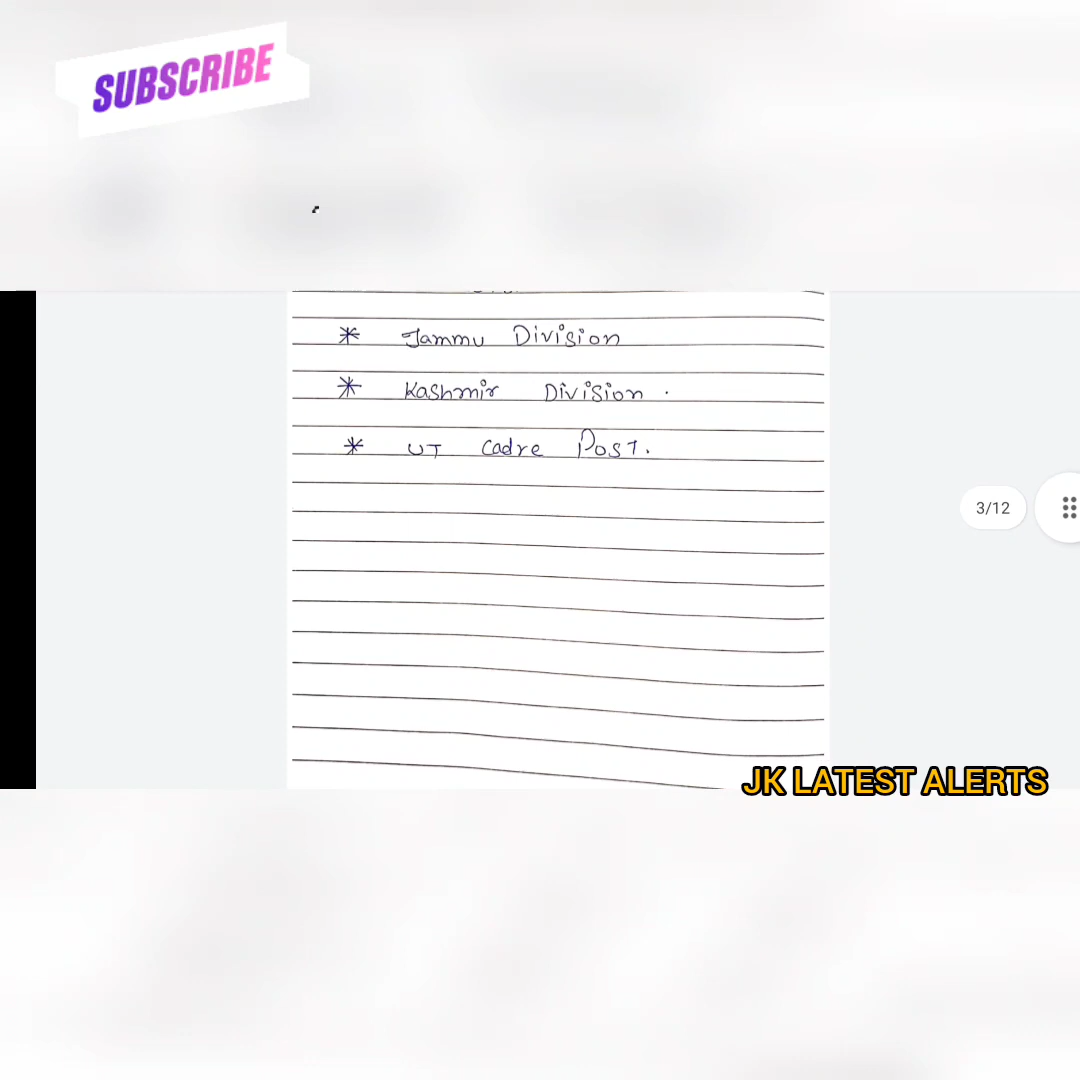 SUBSCRIBE
* Jammu Division
* Kashmir Division .
* UT Cadre Post.
3/12
JK LATEST ALERTS